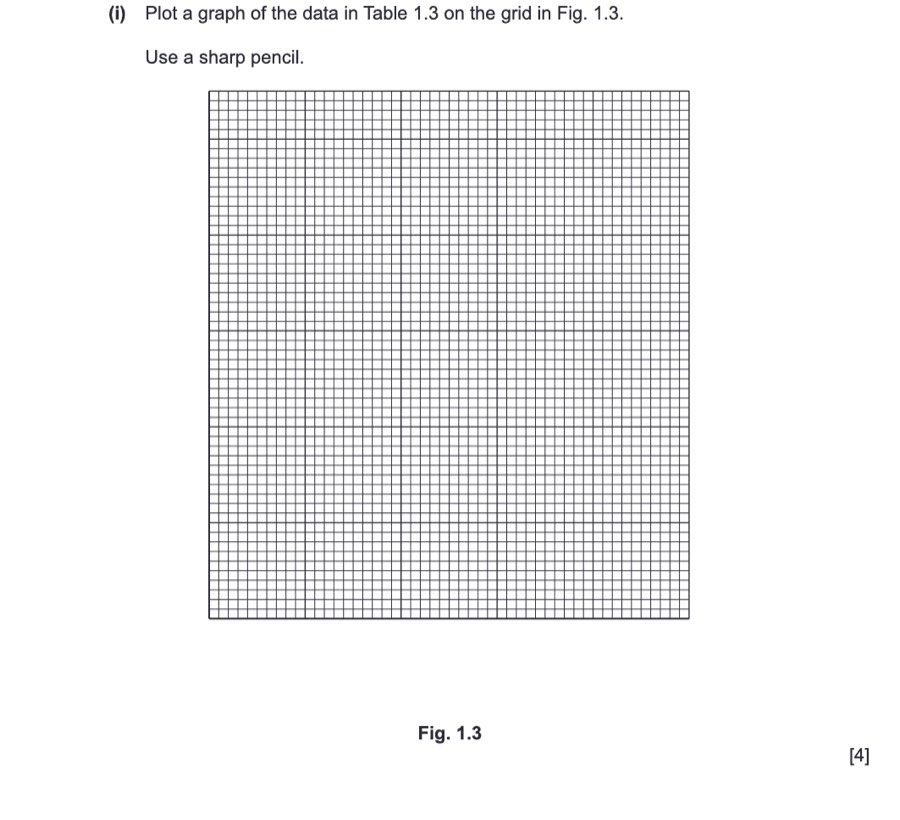 (i) Plot a graph of the data in Table 1.3 on the grid in Fig. 1.3.
Use a sharp pencil.
Fig. 1.3
[4]